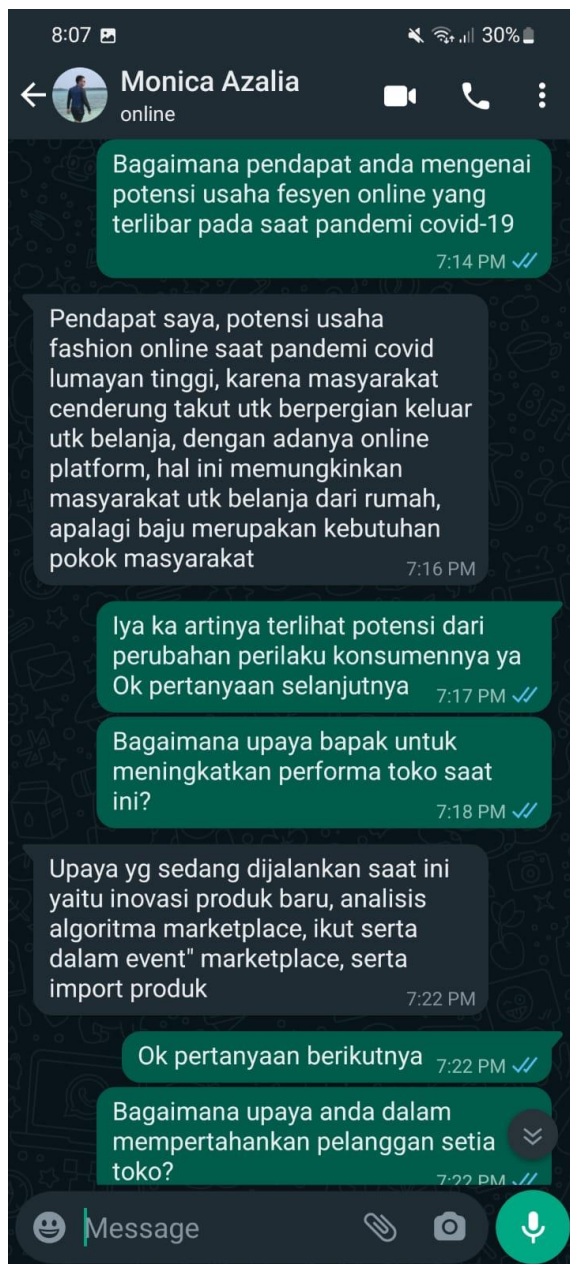 8:07
30%
Monica Azalia
online
Bagaimana pendapat anda mengenai
potensi usaha fesyen online yang
terlibar pada saat pandemi covid-19
7:14 PM
Pendapat saya, potensi usaha
fashion online saat pandemi covid
lumayan tinggi, karena masyarakat
cenderung takut utk berpergian keluar
utk belanja, dengan adanya online
platform, hal ini memungkinkan
masyarakat utk belanja dari rumah,
apalagi baju merupakan kebutuhan
pokok masyarakat
7:16 PM
Iya ka artinya terlihat potensi dari
perubahan perilaku konsumennya ya
Ok pertanyaan selanjutnya
7:17 PM
Bagaimana upaya bapak untuk
meningkatkan performa toko saat
ini?
7:18 PM
Upaya yg sedang dijalankan saat ini
yaitu inovasi produk baru, analisis
algoritma marketplace, ikut serta
dalam event" marketplace, serta
import produk
7:22 PM
Ok pertanyaan berikutnya
7:22 PM
Bagaimana upaya anda dalam
mempertahankan pelanggan setia
toko?
7:22 PM
Message